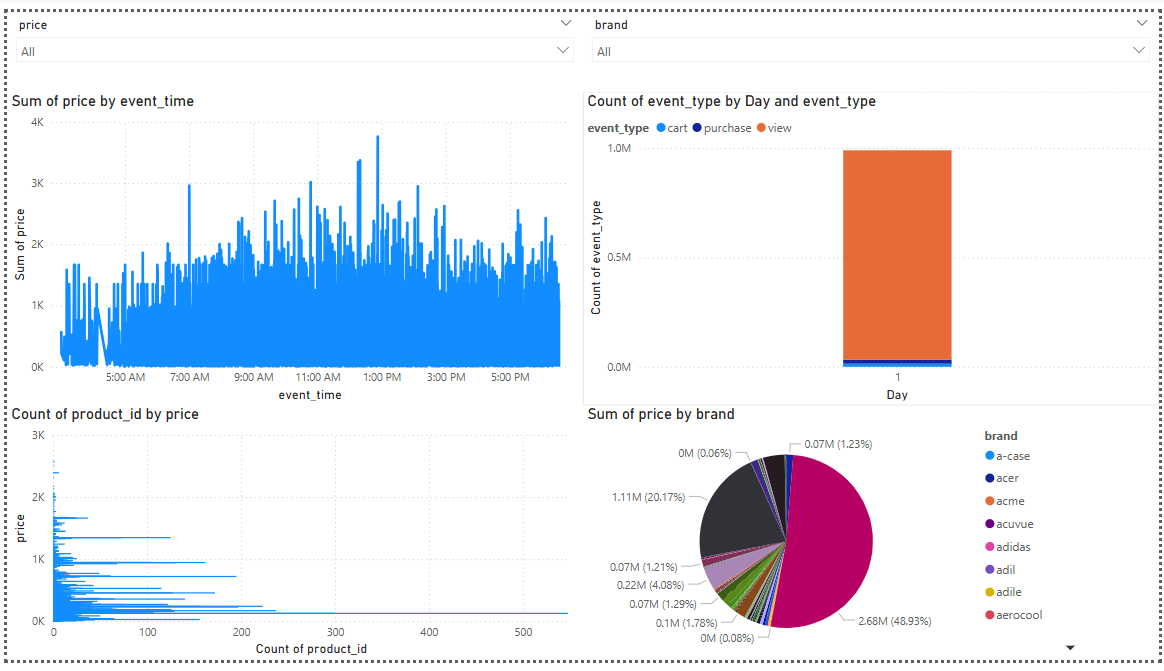 price
All
brand
All
Sum of price by event_time
4K
3K
2K
1K
0K
Sum of price
5:00 AM 7:00 AM 9:00 AM 11:00 AM 1:00 PM 3:00 PM 5:00 PM
event_time
Count of event_type by Day and event_type
event_type cart purchase view
1.0M
0.5M
0.0M
Count of event_type
1
Day
Count of product_id by price
3K
2K
1K
0K
price
0 100 200 300 400 500
Count of product_id
Sum of price by brand
0.07M (1.23%)
0M (0.06%)
1.11M (20.17%)
0.07M (1.21%)
0.22M (4.08%)
0.07M (1.29%)
0.1M (1.78%)
0M (0.08%)
2.68M (48.93%)
brand
a-case
acer
acme
acuvue
adidas
adil
adile
aerocool